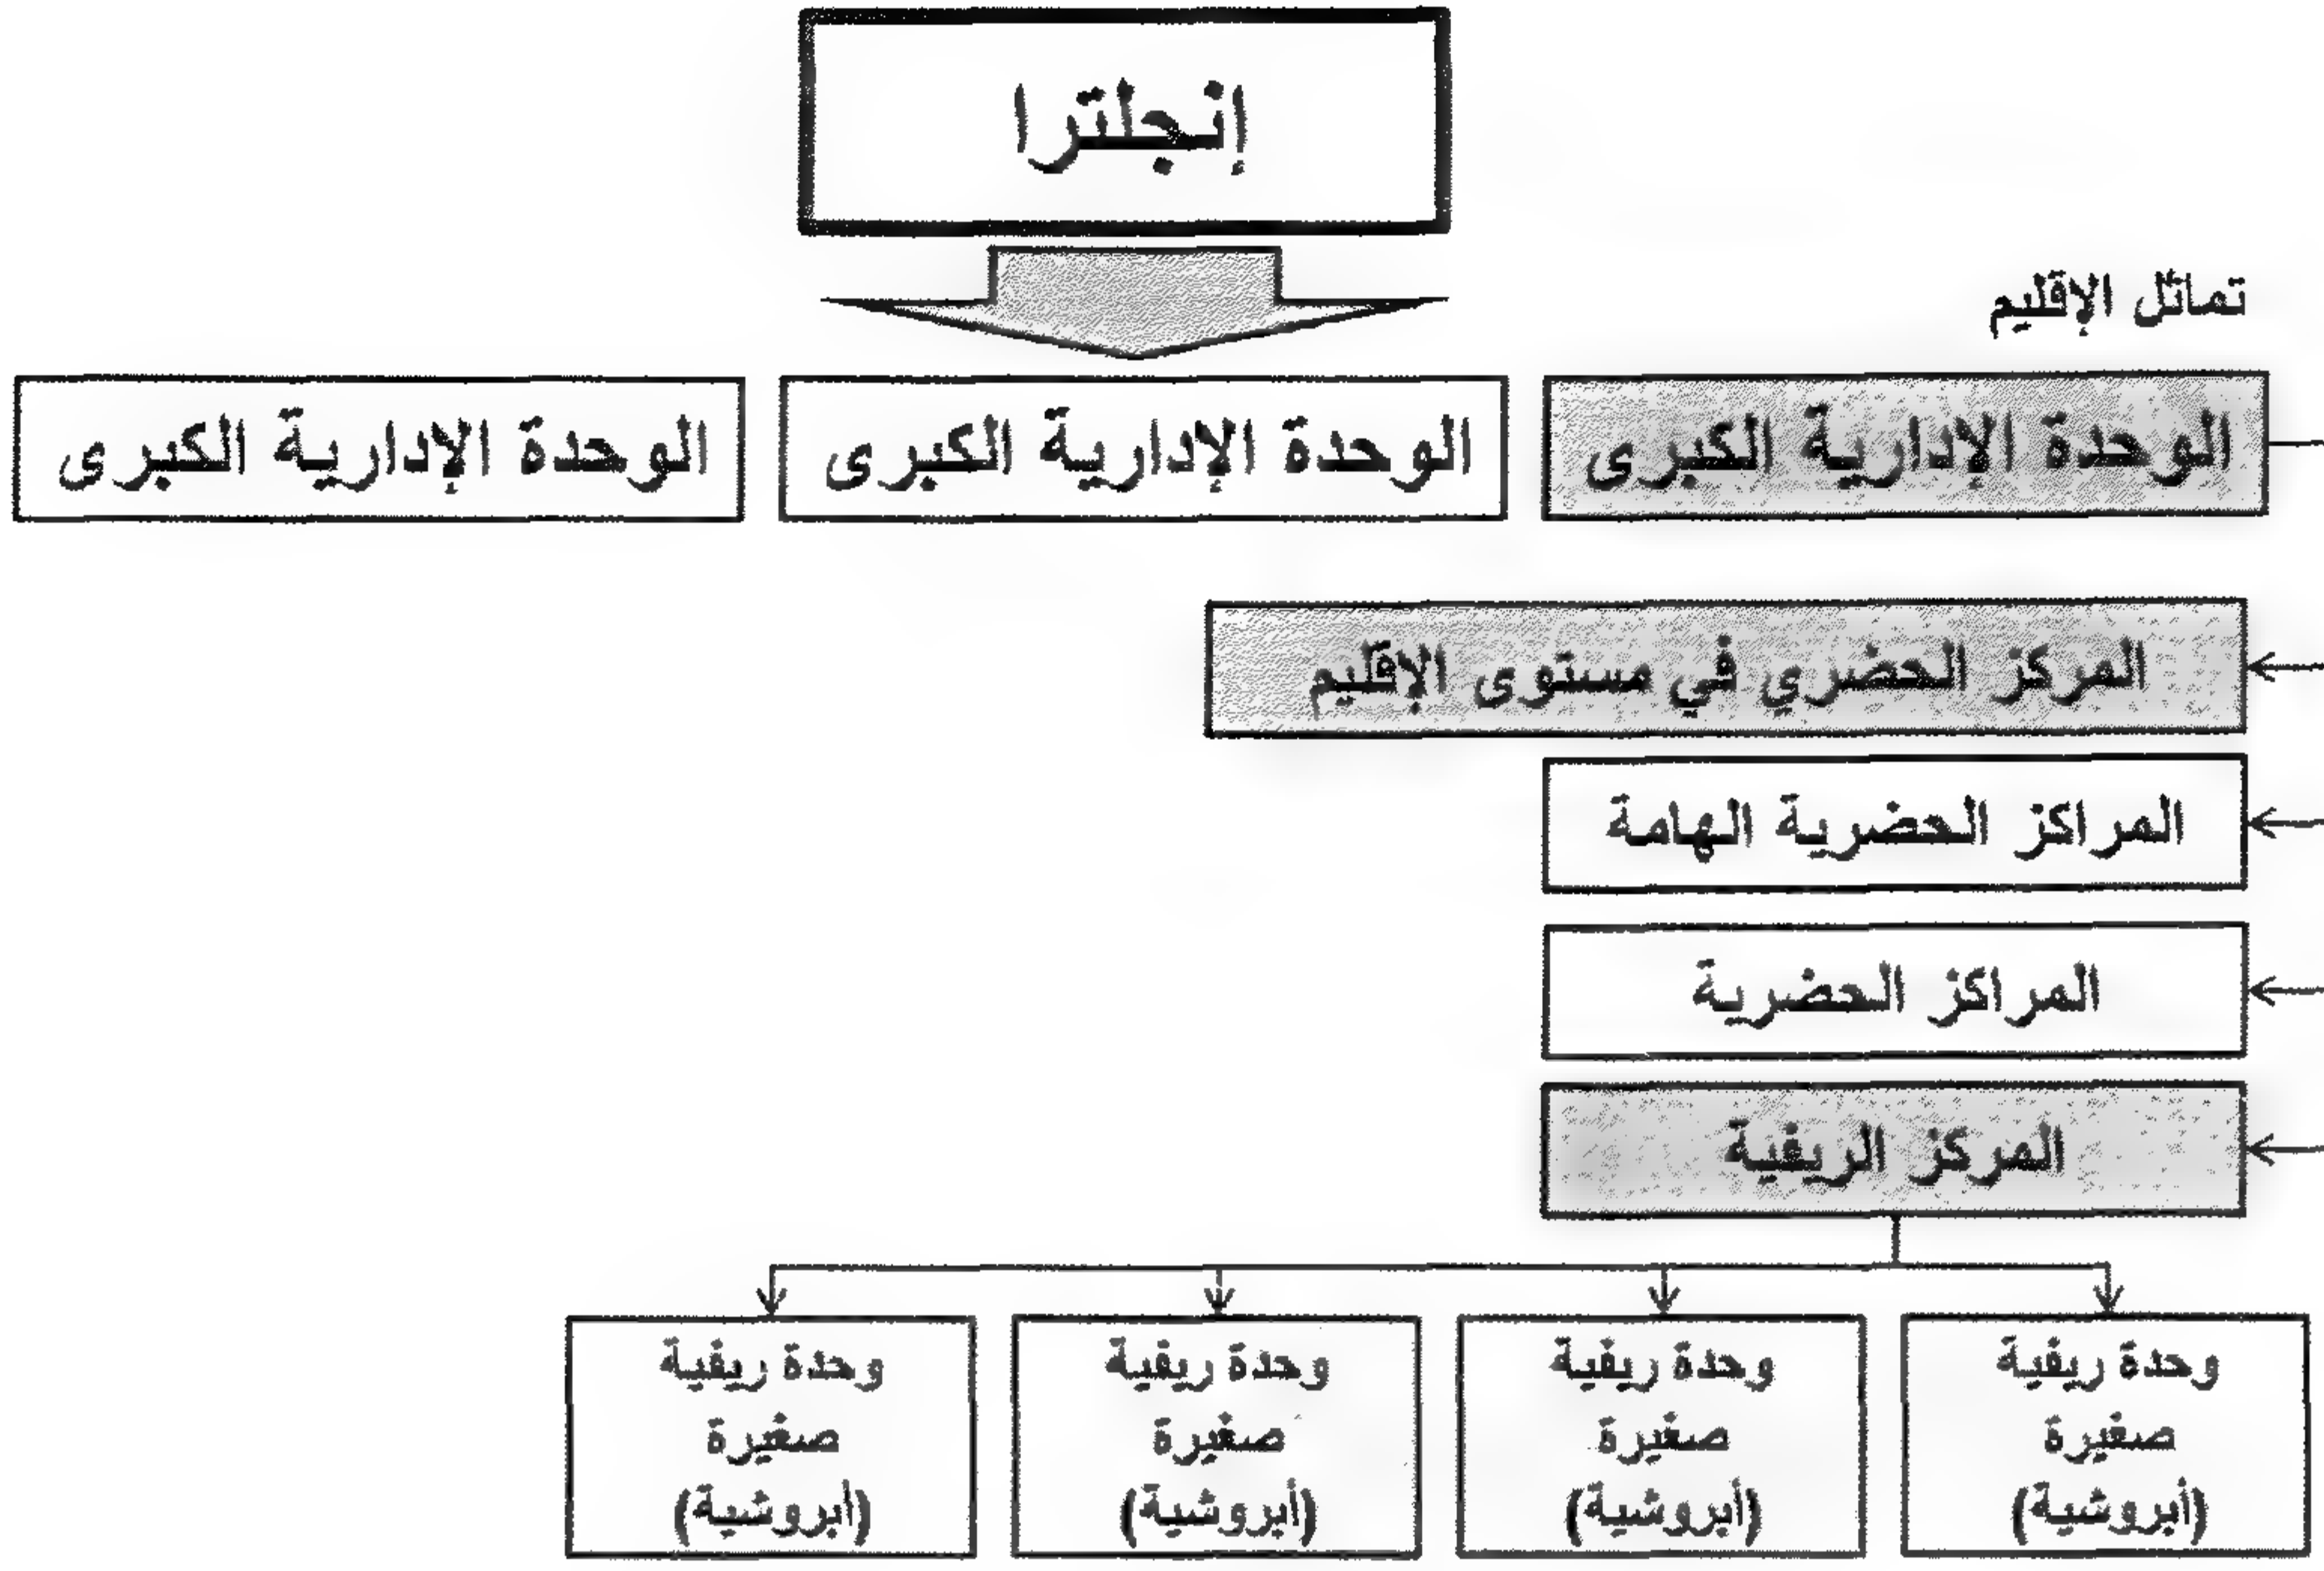 إنجلترا
تماثل الإقليم
الوحدة الإدارية الكبرى
الوحدة الإدارية الكبرى
الوحدة الإدارية الكبرى
المركز الحضري في مستوى الإقليم
المراكز الحضرية الهامة
المراكز الحضرية
المركز الريفية
وحدة ريفية
صغيرة
(أبروشية)
وحدة ريفية
صغيرة
(أبروشية)
وحدة ريفية
صغيرة
(أبروشية)
وحدة ريفية
صغيرة
(أبروشية)